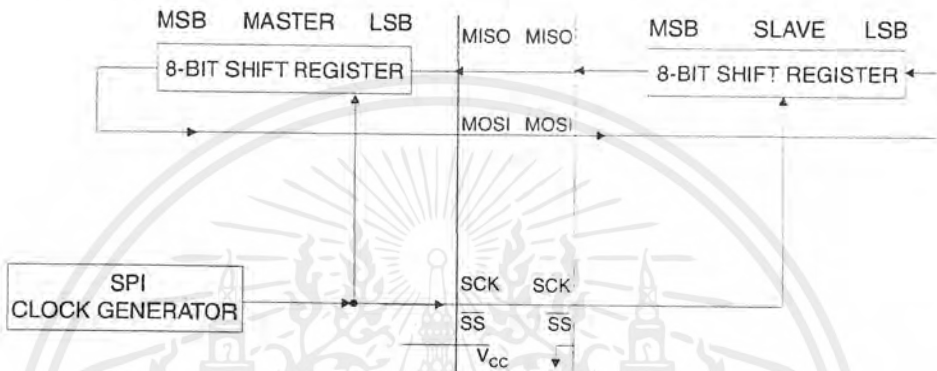 MSB MASTER LSB
MISO MISO
MSB SLAVE LSB
8-BIT SHIFT REGISTER
8-BIT SHIFT REGISTER
MOSI MOSI
SPI
CLOCK GENERATOR
SCK SCK
SS SS
VCC